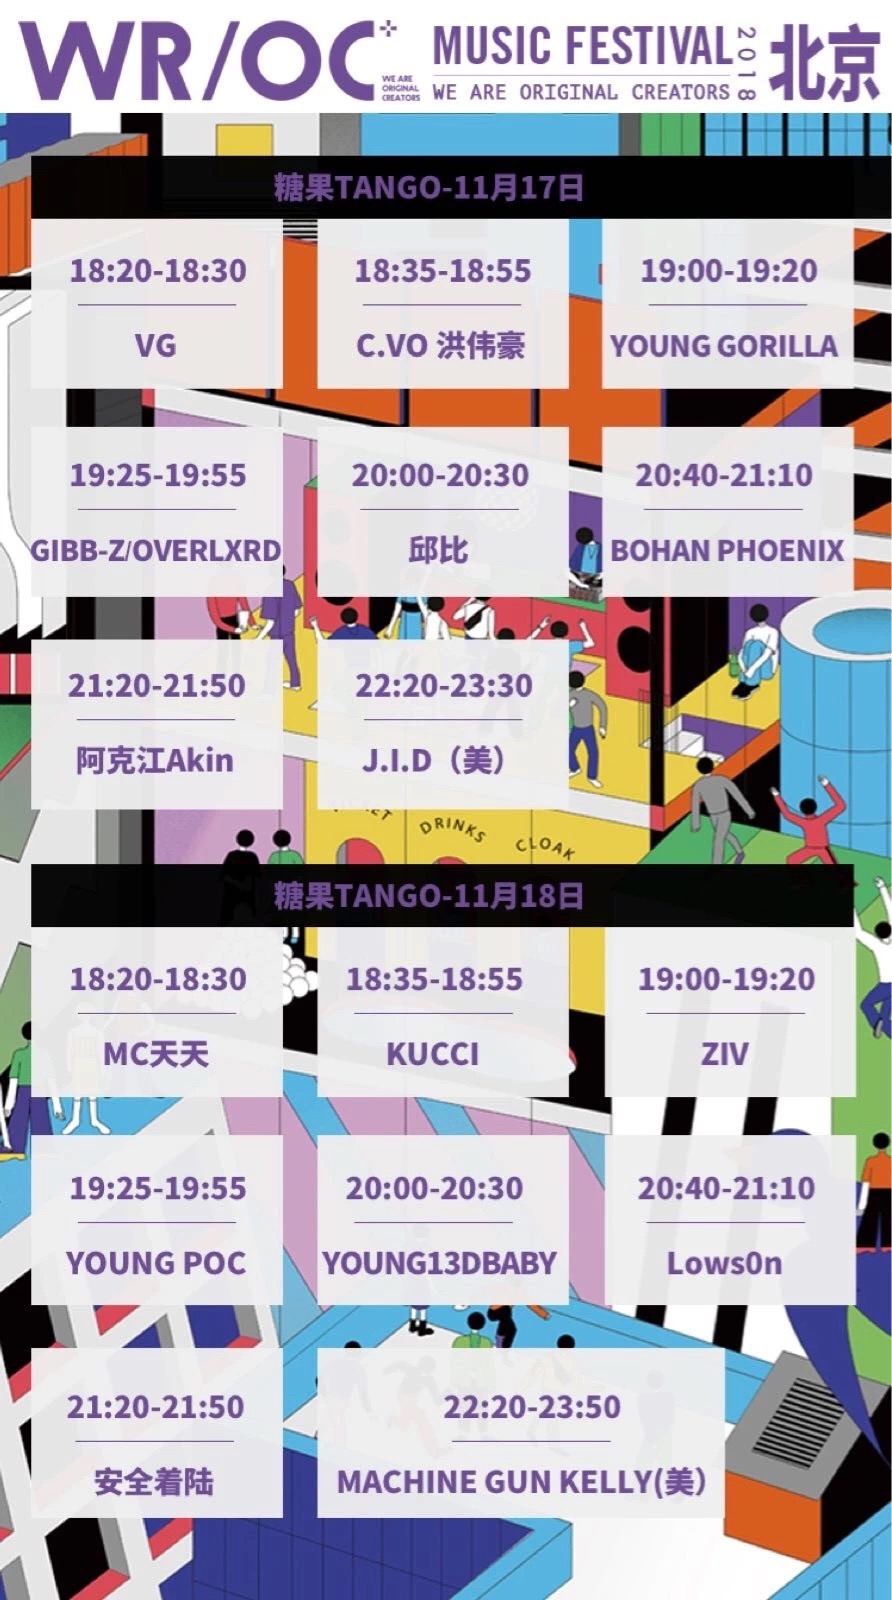 WR/OC+
WE ARE
ORIGINAL
CREATORS
MUSIC FESTIVAL
WE ARE ORIGINAL CREATORS
2018
北京
糖果TANGO-11月17日
18:20-18:30
VG
18:35-18:55
C.VO 洪伟豪
19:00-19:20
YOUNG GORILLA
19:25-19:55
GIBB-Z/OVERLXRD
20:00-20:30
邱比
20:40-21:10
BOHAN PHOENIX
21:20-21:50
阿克江Akin
22:20-23:30
J.I.D（美）
DRINKS
CLOAK
糖果TANGO-11月18日
18:20-18:30
MC天天
18:35-18:55
KUCCI
19:00-19:20
ZIV
19:25-19:55
YOUNG POC
20:00-20:30
YOUNG13DBABY
20:40-21:10
Lows0n
21:20-21:50
安全着陆
22:20-23:50
MACHINE GUN KELLY(美）